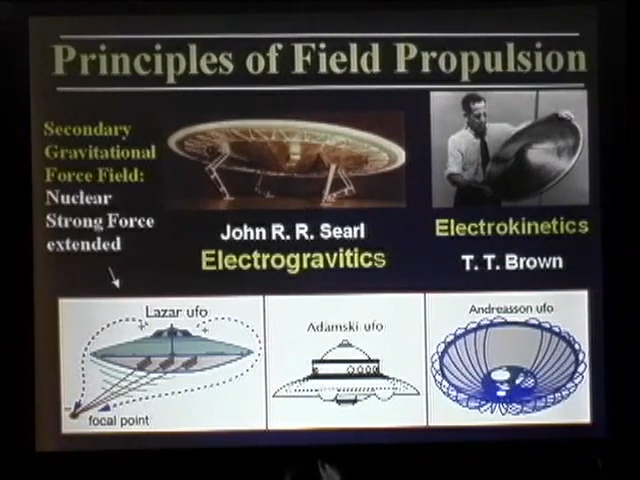 Principles of Field Propulsion
Secondary
Gravitational
Force Field:
Nuclear
Strong Force
extended
John R. R. Searl
Electrogravitics
Electrokinetics
T. T. Brown
Lazar ufo
focal point
Adamski ufo
Andreasson ufo